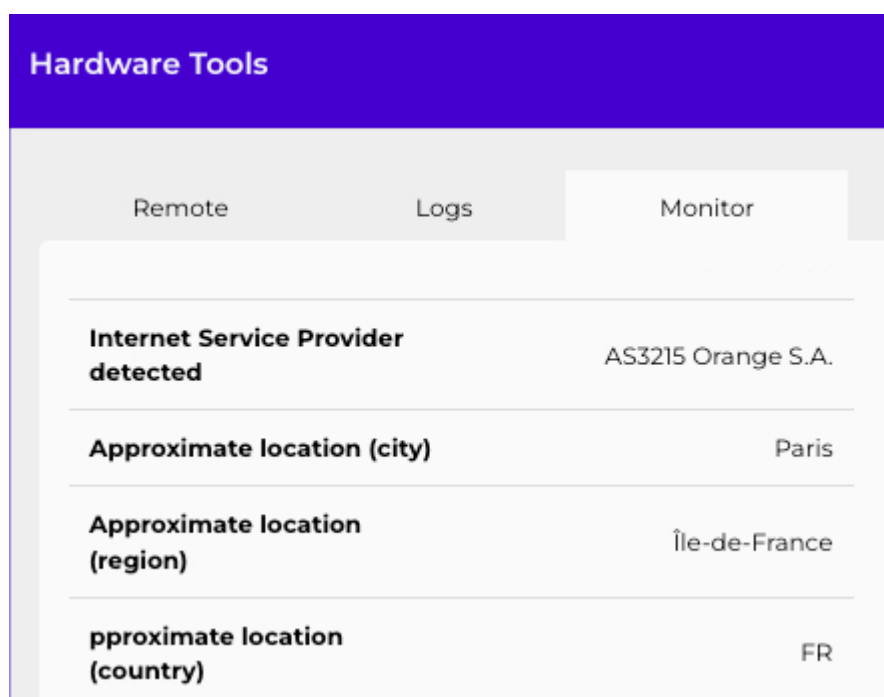 Hardware Tools
Remote Logs Monitor
Internet Service Provider
detected
AS3215 Orange S.A.
Approximate location (city) Paris
Approximate location
(region)
Île-de-France
pproximate location
(country)
FR